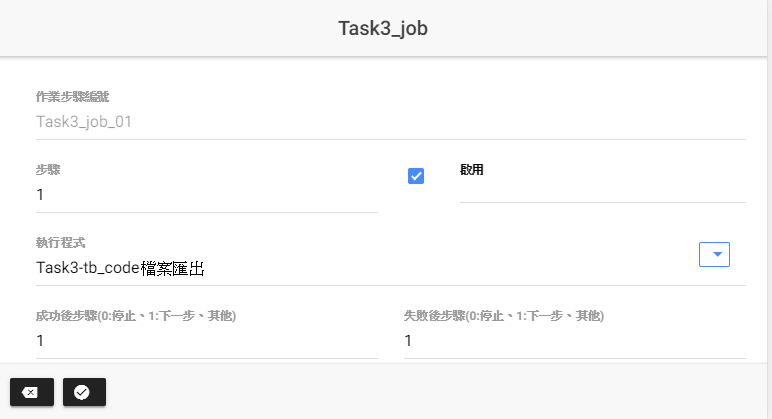 Task3_job
作業步驟編號
Task3_job_01
步驟
啟用
1
執行程式
Task3-tb_code檔案匯出
成功後步驟(0:停止、1:下一步、其他)
失敗後步驟(0:停止、1:下一步、其他)
1
1